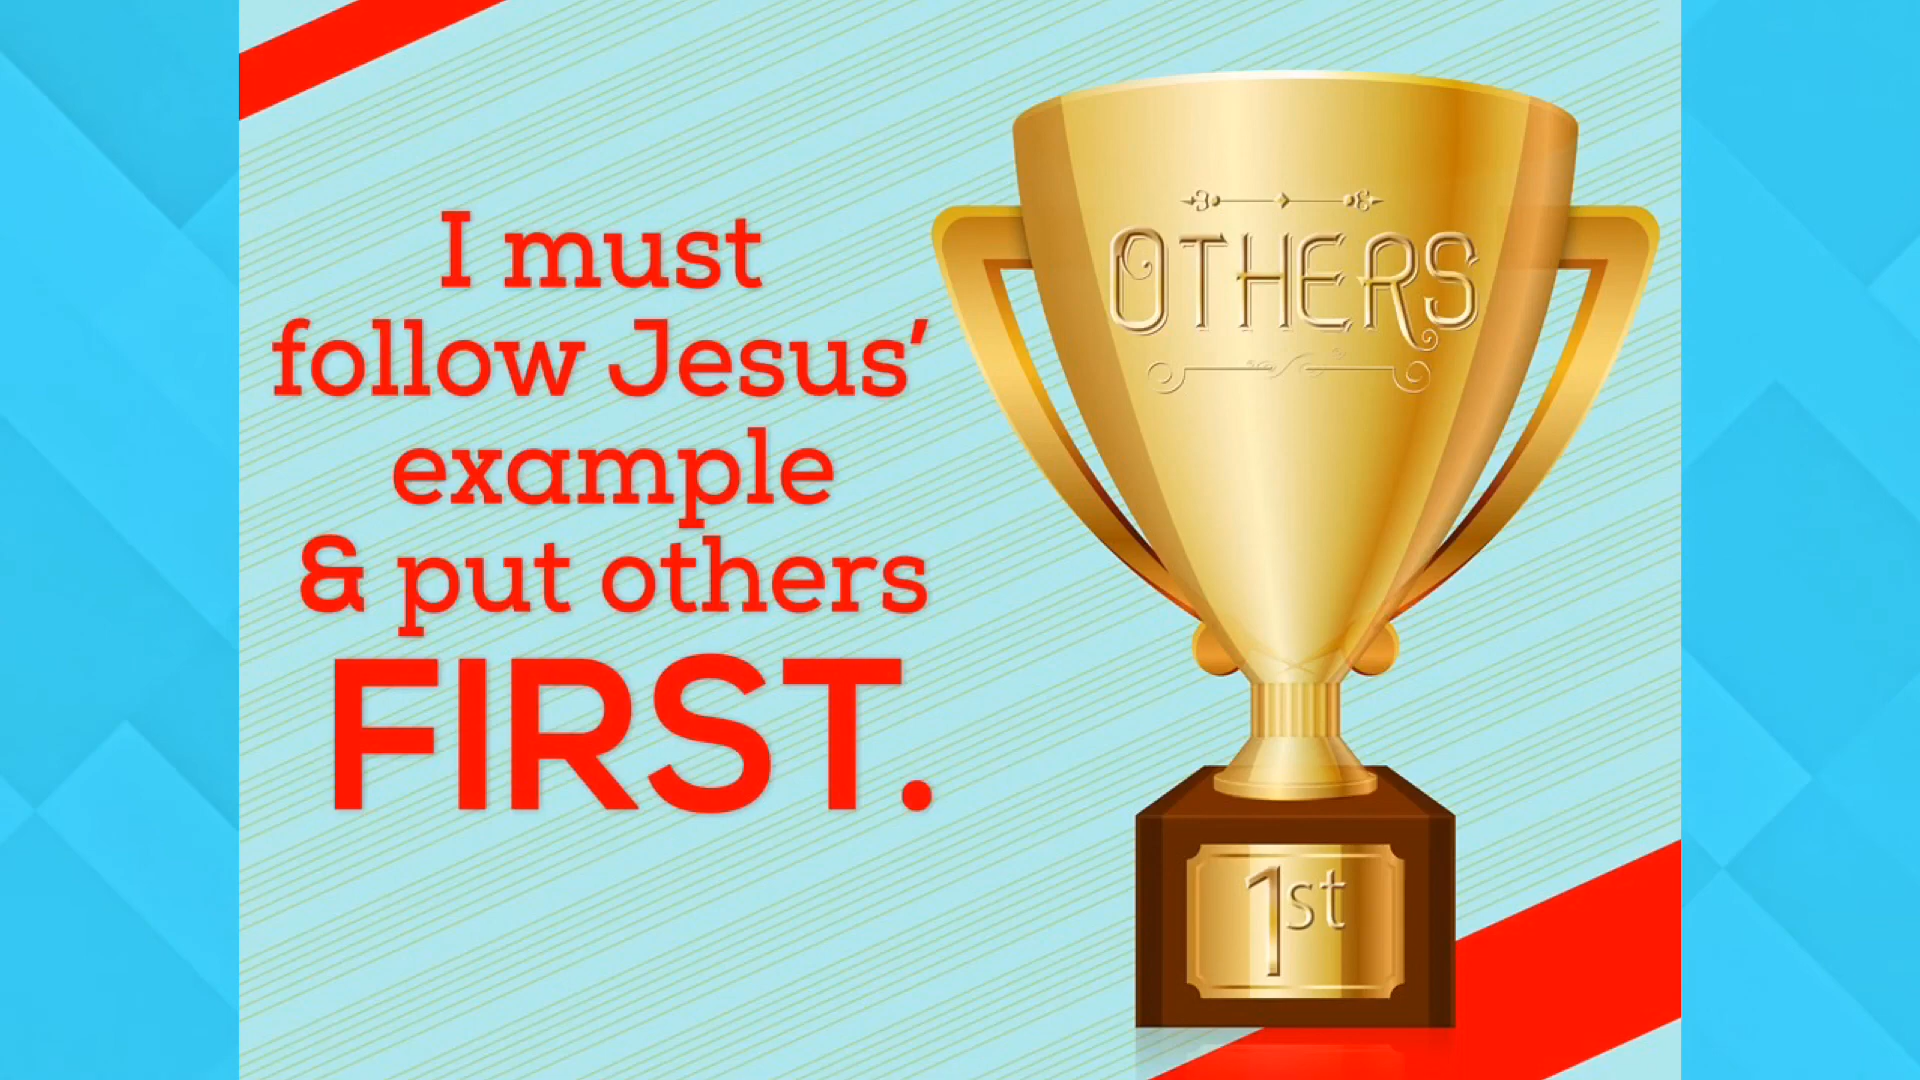 I must
follow Jesus’
example
& put others
FIRST.
OTHERS
1st